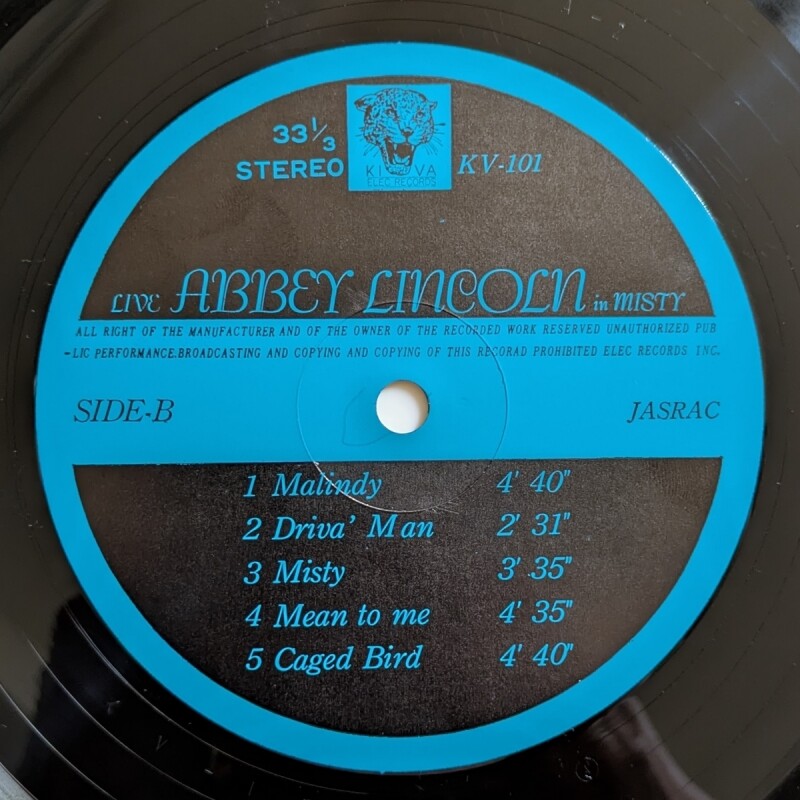 33 1/3
STEREO
KIVA
ELEC RECORDS
KV-101
LIVE ABBEY LINCOLN in MISTY
ALL RIGHT OF THE MANUFACTURER AND OF THE OWNER OF THE RECORDED WORK RESERVED UNAUTHORIZED PUB
-LIC PERFORMANCE.BROADCASTING AND COPYING AND COPYING OF THIS RECORAD PROHIBITED ELEC RECORDS INC.
SIDE-B JASRAC
1 Malindy 4' 40"
2 Driva' Man 2' 31"
3 Misty 3' 35"
4 Mean to me 4' 35"
5 Caged Bird 4' 40"